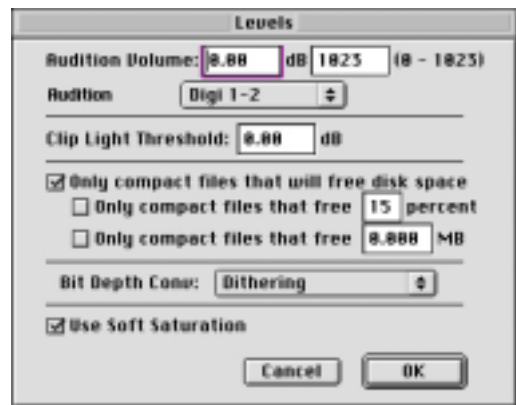 Levels
Audition Volume: 0.00 dB 1023 (0 - 1023)
Audition Digi 1-2
Clip Light Threshold: 0.00 dB
Only compact files that will free disk space
Only compact files that free 15 percent
Only compact files that free 0.000 MB
Bit Depth Conv: Dithering
Use Soft Saturation
Cancel OK